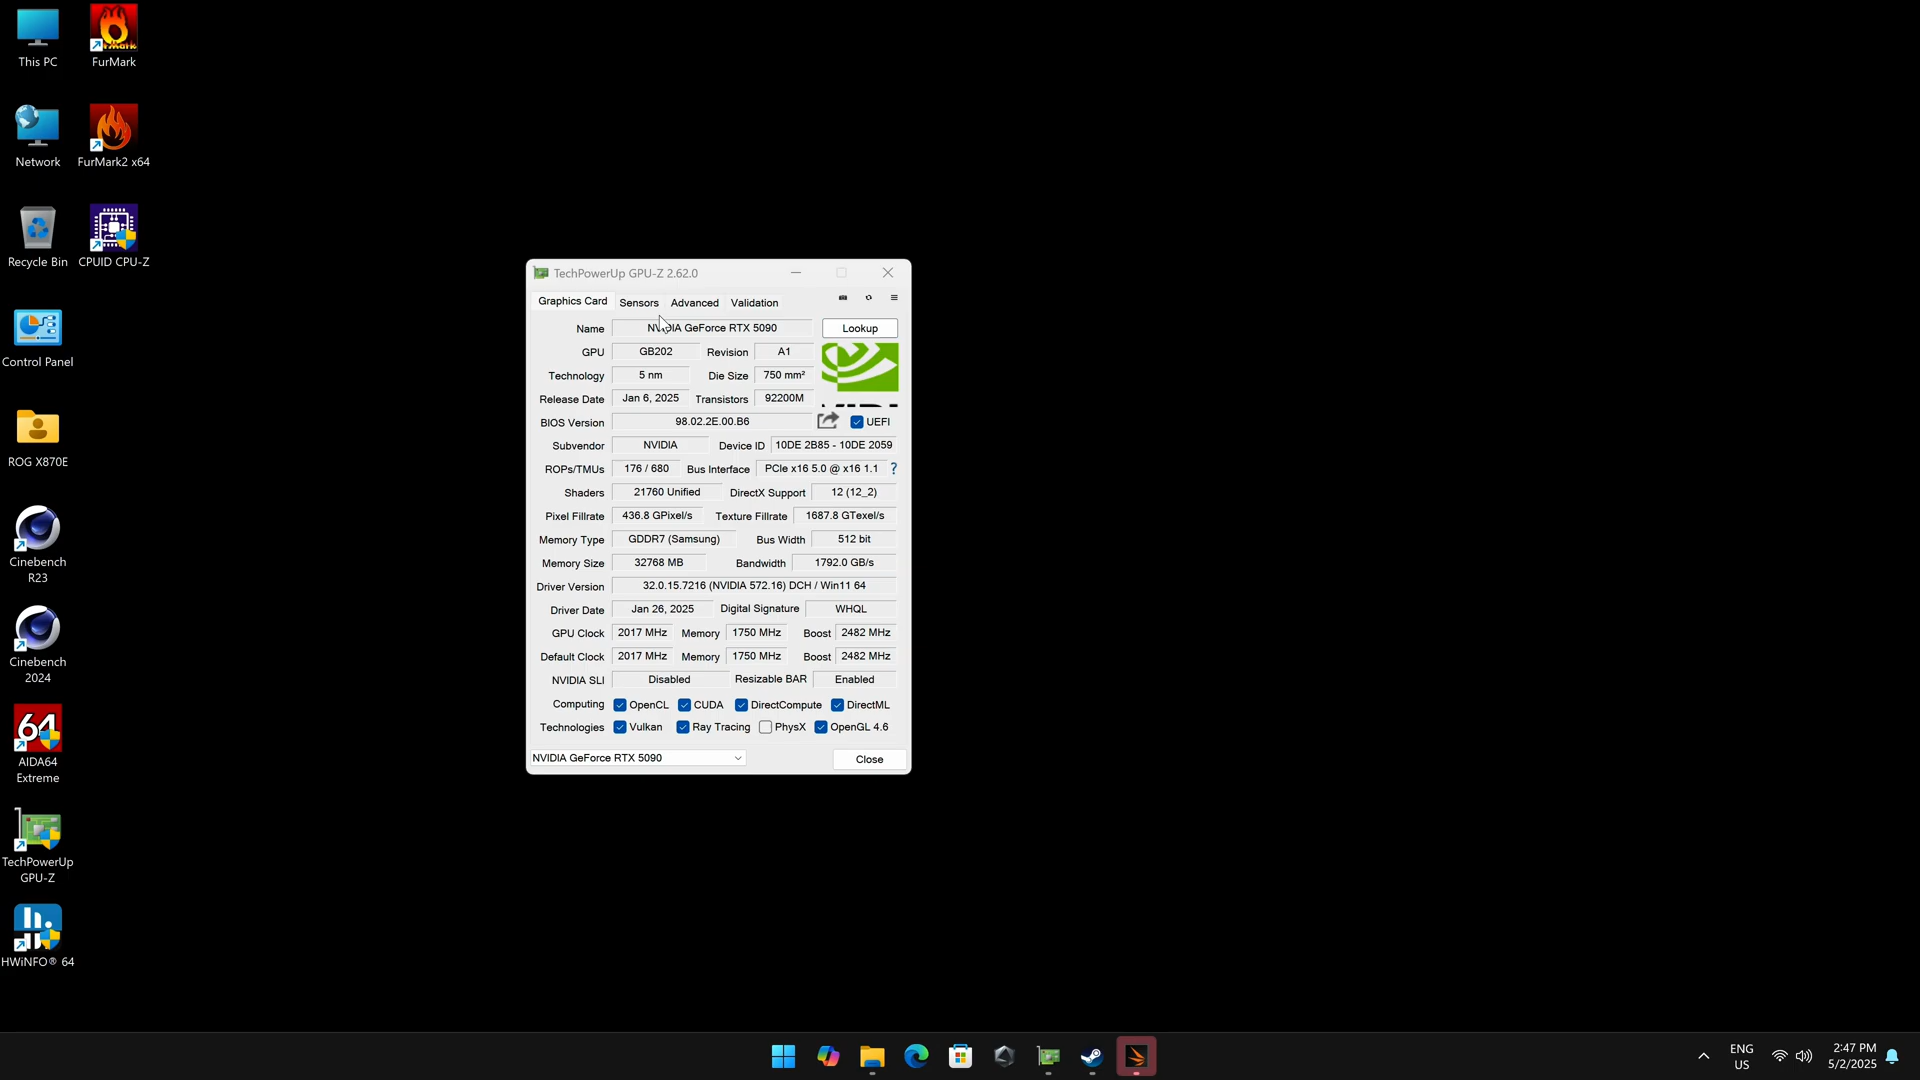 This PC
FurMark
Network
FurMark2 x64
Recycle Bin
CPUID CPU-Z
Control Panel
ROG X870E
Cinebench
R23
Cinebench
2024
64
AIDA64
Extreme
TechPowerUp
GPU-Z
HWiNFO® 64
TechPowerUp GPU-Z 2.62.0
Graphics Card Sensors Advanced Validation
Name NVIDIA GeForce RTX 5090 Lookup
GPU GB202 Revision A1
Technology 5 nm Die Size 750 mm²
Release Date Jan 6, 2025 Transistors 92200M
BIOS Version 98.02.2E.00.B6 UEFI
Subvendor NVIDIA Device ID 10DE 2B85 - 10DE 2059
ROPs/TMUs 176 / 680 Bus Interface PCIe x16 5.0 @ x16 1.1 ?
Shaders 21760 Unified DirectX Support 12 (12_2)
Pixel Fillrate 436.8 GPixel/s Texture Fillrate 1687.8 GTexel/s
Memory Type GDDR7 (Samsung) Bus Width 512 bit
Memory Size 32768 MB Bandwidth 1792.0 GB/s
Driver Version 32.0.15.7216 (NVIDIA 572.16) DCH / Win11 64
Driver Date Jan 26, 2025 Digital Signature WHQL
GPU Clock 2017 MHz Memory 1750 MHz Boost 2482 MHz
Default Clock 2017 MHz Memory 1750 MHz Boost 2482 MHz
NVIDIA SLI Disabled Resizable BAR Enabled
Computing OpenCL CUDA DirectCompute DirectML
Technologies Vulkan Ray Tracing PhysX OpenGL 4.6
NVIDIA GeForce RTX 5090 Close
ENG
US
2:47 PM
5/2/2025